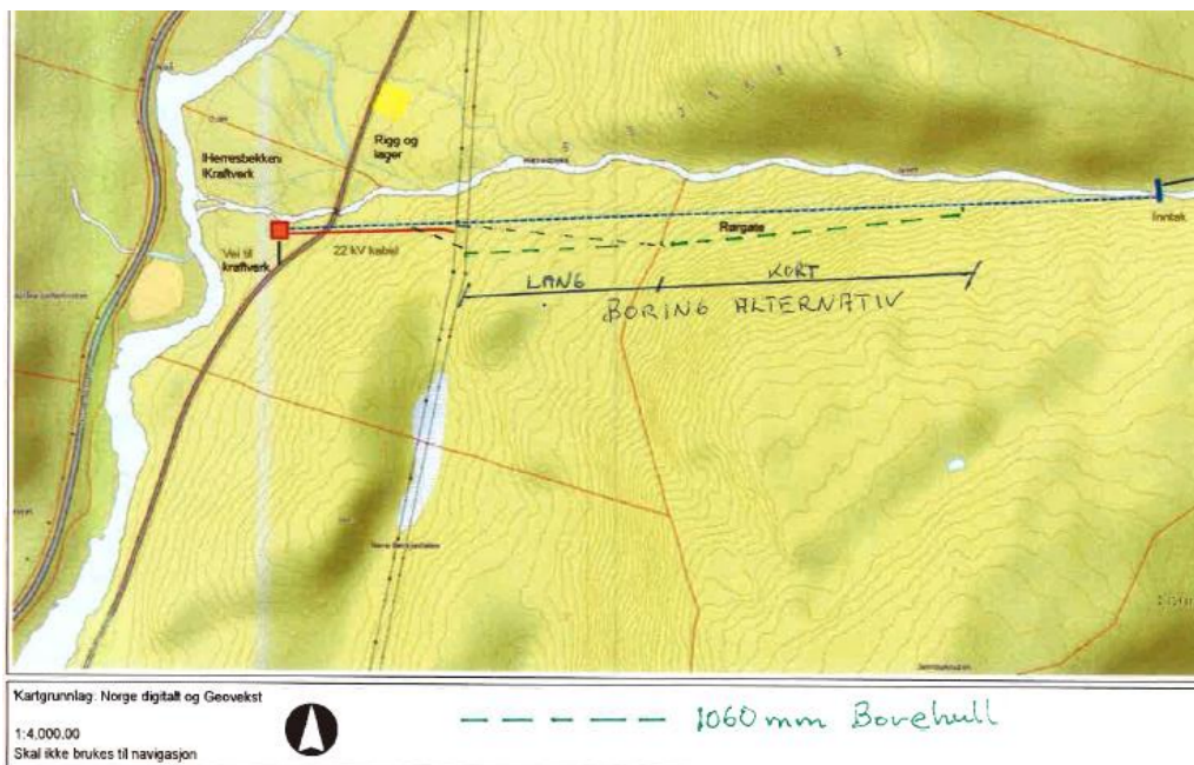 Rigg og
lager
Herresbekken
Kraftverk
Inntak
Rørgate
Vei til
kraftverk
22 kV kabel
LANG
KORT
BORING ALTERNATIV
Kartgrunnlag: Norge digitalt og Geovekst
1:4,000.00
Skal ikke brukes til navigasjon
1060 mm Borehull